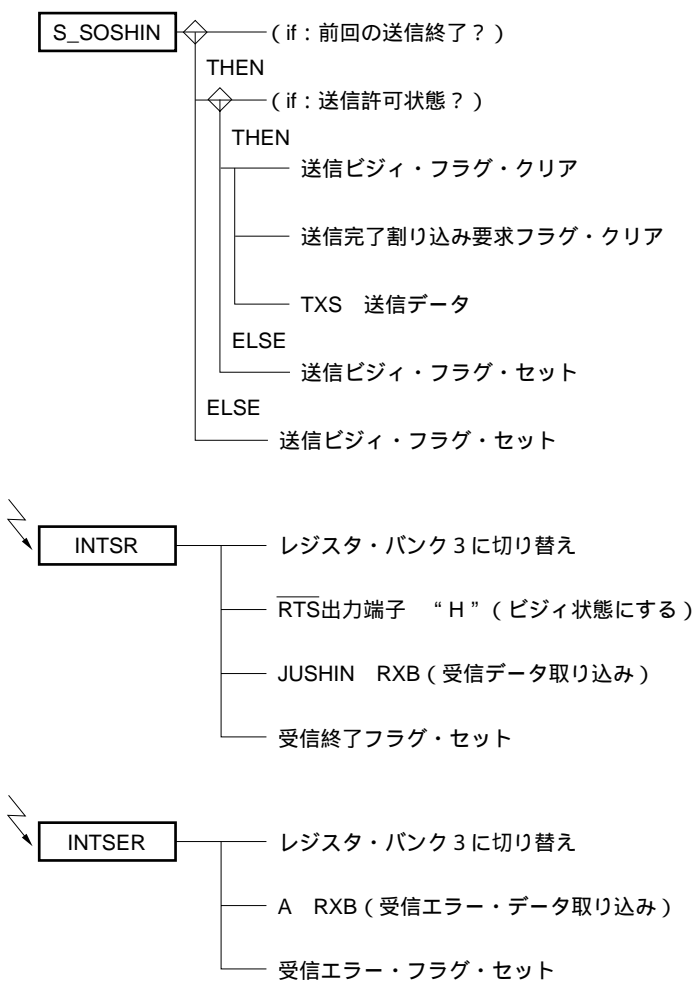 S_SOSHIN (if：前回の送信終了？)
THEN
(if：送信許可状態？)
THEN
送信ビジィ・フラグ・クリア
送信完了割り込み要求フラグ・クリア
TXS 送信データ
ELSE
送信ビジィ・フラグ・セット
ELSE
送信ビジィ・フラグ・セット
INTSR レジスタ・バンク3に切り替え
RTS出力端子 “H”(ビジィ状態にする)
JUSHIN RXB(受信データ取り込み)
受信終了フラグ・セット
INTSER レジスタ・バンク3に切り替え
A RXB(受信エラー・データ取り込み)
受信エラー・フラグ・セット